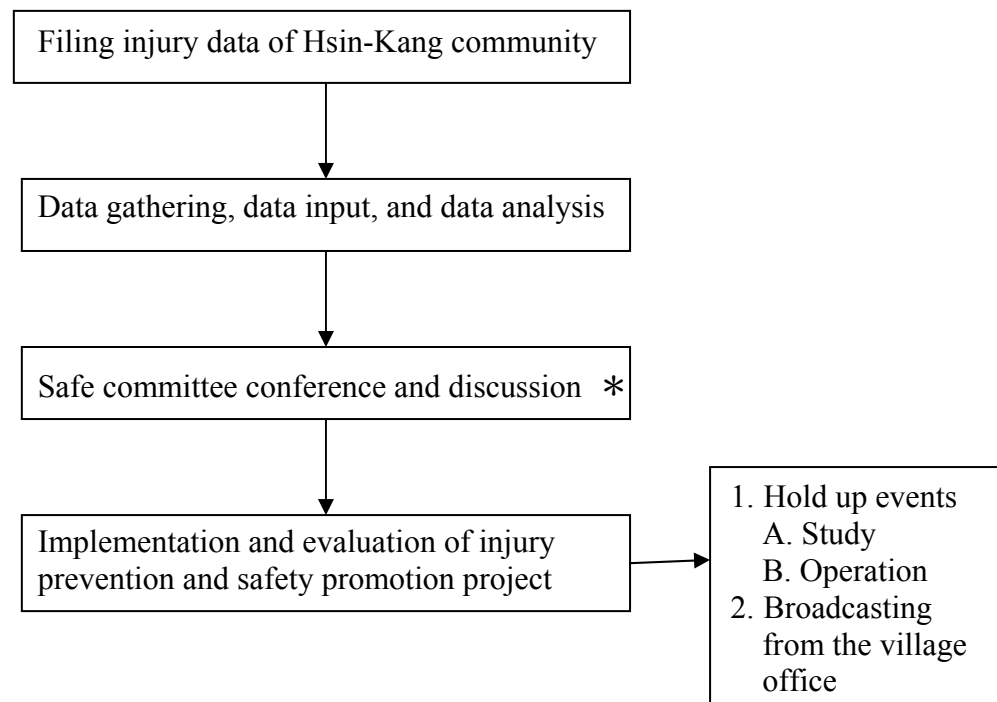 Filing injury data of Hsin-Kang community
Data gathering, data input, and data analysis
Safe committee conference and discussion *
Implementation and evaluation of injury
prevention and safety promotion project
1. Hold up events
A. Study
B. Operation
2. Broadcasting
from the village
office